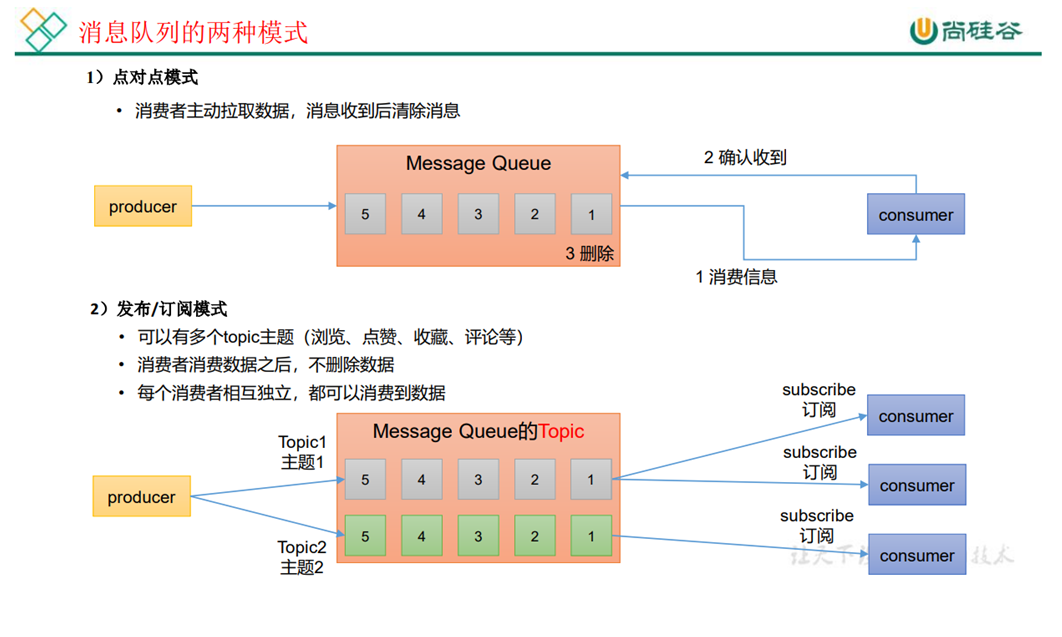 消息队列的两种模式
尚硅谷
1）点对点模式
• 消费者主动拉取数据，消息收到后清除消息
Message Queue
2 确认收到
producer
5 4 3 2 1
consumer
3 删除
1 消费信息
2）发布/订阅模式
• 可以有多个topic主题（浏览、点赞、收藏、评论等）
• 消费者消费数据之后，不删除数据
• 每个消费者相互独立，都可以消费到数据
subscribe
订阅
consumer
Message Queue的Topic
Topic1
主题1
5 4 3 2 1
subscribe
订阅
consumer
producer
5 4 3 2 1
Topic2
主题2
subscribe
订阅
consumer
让天下 技术